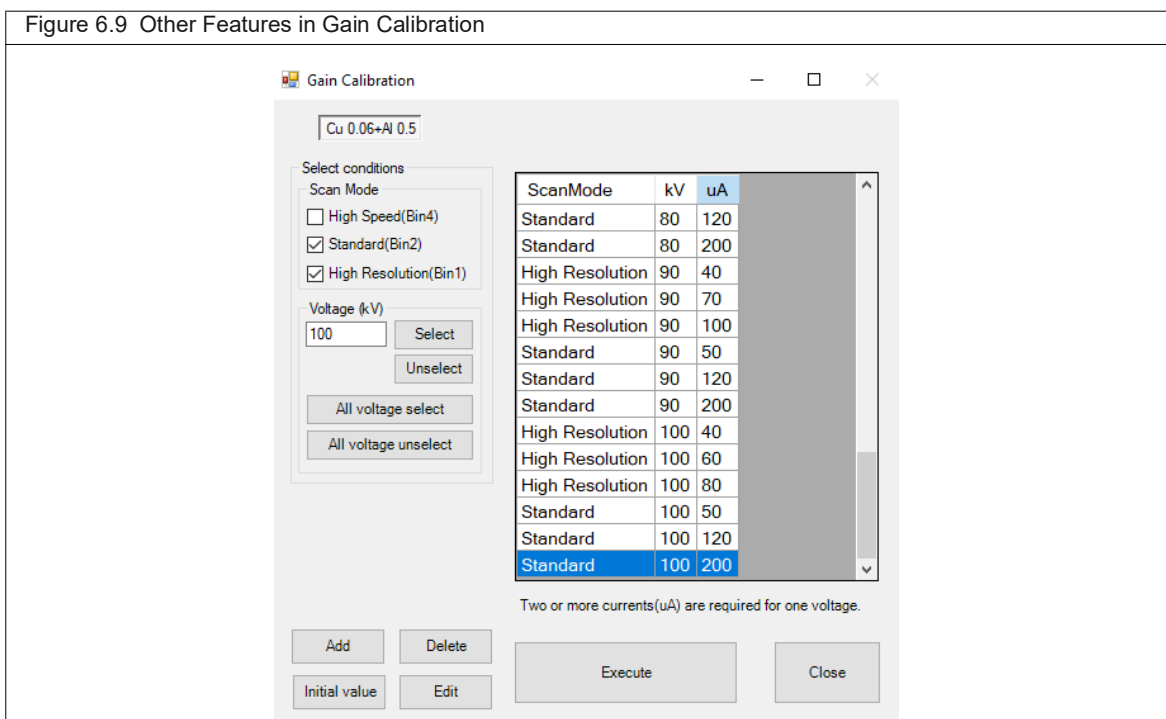 Figure 6.9 Other Features in Gain Calibration
Gain Calibration
Cu 0.06+Al 0.5
Select conditions
Scan Mode
High Speed(Bin4)
Standard(Bin2)
High Resolution(Bin1)
Voltage (kV)
100
Select
Unselect
All voltage select
All voltage unselect
ScanMode kV uA
Standard 80 120
Standard 80 200
High Resolution 90 40
High Resolution 90 70
High Resolution 90 100
Standard 90 50
Standard 90 120
Standard 90 200
High Resolution 100 40
High Resolution 100 60
High Resolution 100 80
Standard 100 50
Standard 100 120
Standard 100 200
Two or more currents(uA) are required for one voltage.
Add Delete
Initial value Edit
Execute
Close